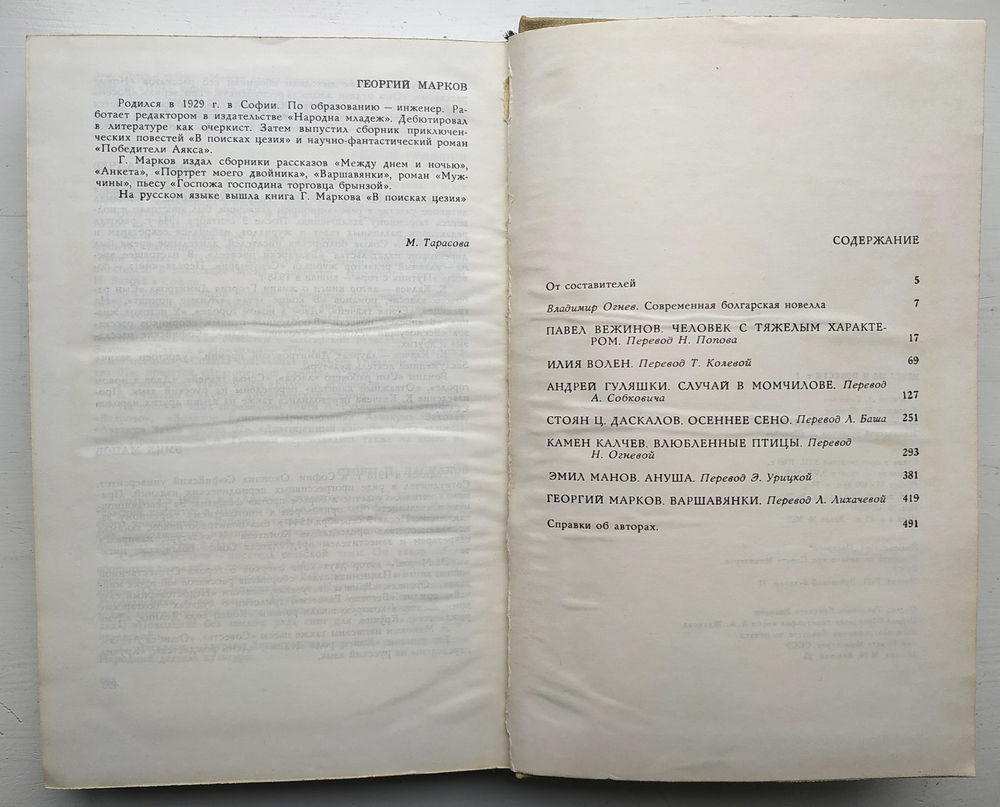 ГЕОРГИЙ МАРКОВ
Родился в 1929 г. в Софии. По образованию — инженер. Ра-
ботает редактором в издательстве «Народна младеж». Дебютировал
в литературе как очеркист. Затем выпустил сборник приключен-
ческих повестей «В поисках цезия» и научно-фантастический роман
«Победители Аякса».
Г. Марков издал сборники рассказов «Между днем и ночью»,
«Анкета», «Портрет моего двойника», «Варшавянки», роман «Муж-
чины», пьесу «Госпожа господина торговца брынзой».
На русском языке вышла книга Г. Маркова «В поисках цезия»
М. Тарасова
СОДЕРЖАНИЕ
От составителей 5
Владимир Огнев. Современная болгарская новелла 7
ПАВЕЛ ВЕЖИНОВ. ЧЕЛОВЕК С ТЯЖЕЛЫМ ХАРАКТЕ-
РОМ. Перевод Н. Попова 17
ИЛИЯ ВОЛЕН. Перевод Т. Колевой 69
АНДРЕЙ ГУЛЯШКИ. СЛУЧАЙ В МОМЧИЛОВЕ. Перевод
А. Собковича 127
СТОЯН Ц. ДАСКАЛОВ. ОСЕННЕЕ СЕНО. Перевод Л. Баша 251
КАМЕН КАЛЧЕВ. ВЛЮБЛЕННЫЕ ПТИЦЫ. Перевод
Н. Огневой 293
ЭМИЛ МАНОВ. АНУША. Перевод Э. Урицкой 381
ГЕОРГИЙ МАРКОВ. ВАРШАВЯНКИ. Перевод Л. Лихачевой 419
Справки об авторах. 491